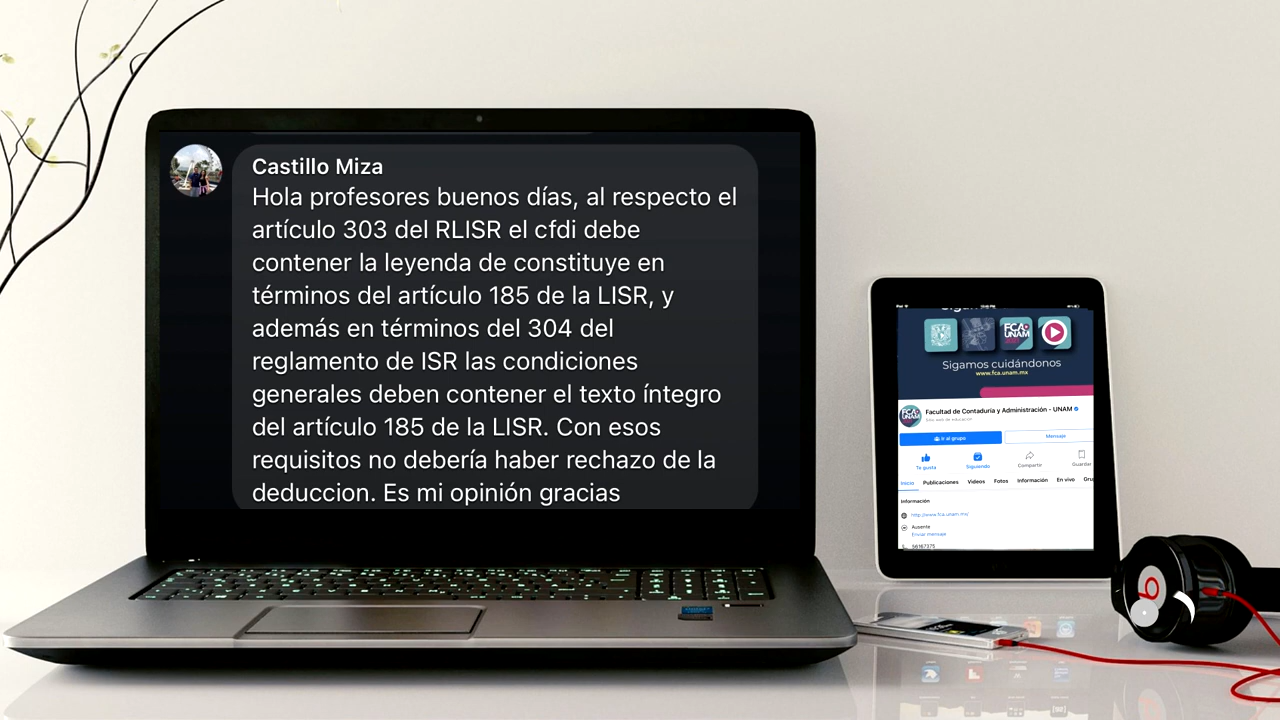 Castillo Miza
Hola profesores buenos días, al respecto el
artículo 303 del RLISR el cfdi debe
contener la leyenda de constituye en
términos del artículo 185 de la LISR, y
además en términos del 304 del
reglamento de ISR las condiciones
generales deben contener el texto íntegro
del artículo 185 de la LISR. Con esos
requisitos no debería haber rechazo de la
devolucion. Es mi opinion gracias
FCA
UNAM
Sigamos cuidándonos
www.fca.unam.mx
Facultad de Contaduría y Administración - UNAM
Ir al grupo
Mensaje
Te gusta
Siguiendo
Compartir
Guardar
Inicio Publicaciones Videos Fotos Información En vivo Gru
Información
http://www.fca.unam.mx/
Ausente
Enviar mensaje
56167375